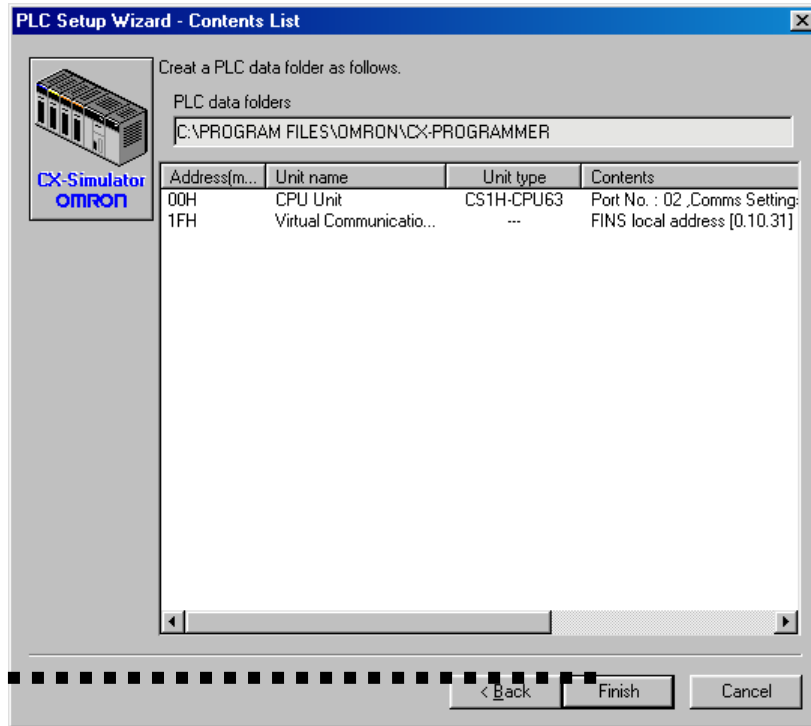 PLC Setup Wizard - Contents List
Creat a PLC data folder as follows.
PLC data folders
C:\PROGRAM FILES\OMRON\CX-PROGRAMMER
CX-Simulator
OMRON
Address(m... Unit name Unit type Contents
00H CPU Unit CS1H-CPU63 Port No. : 02 ,Comms Setting:
1FH Virtual Communicatio... --- FINS local address [0.10.31]
< Back Finish Cancel